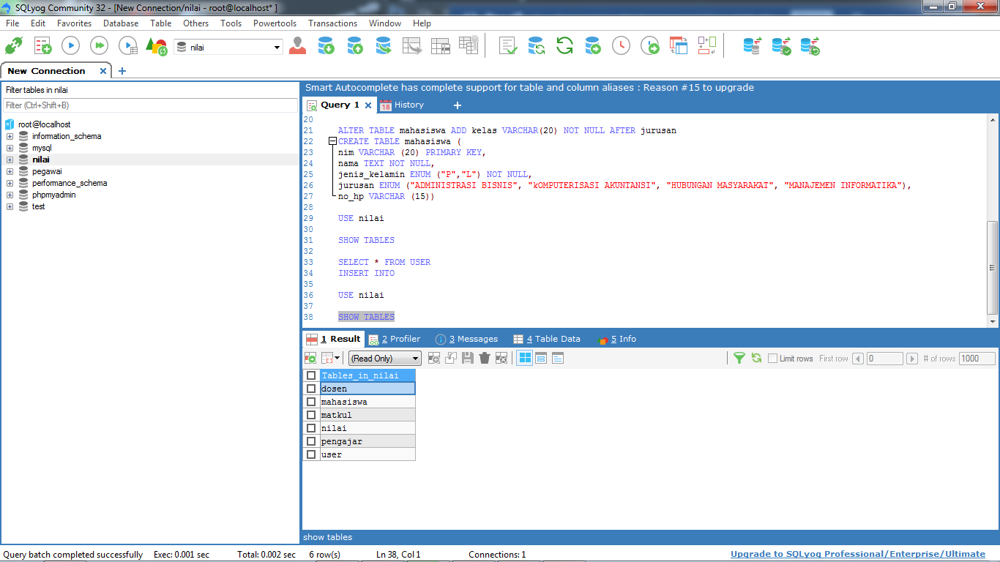 SQLyog Community 32 - [New Connection/nilai - root@localhost* ]
File Edit Favorites Database Table Others Tools Powertools Transactions Window Help
nilai
New Connection
Filter tables in nilai
Filter (Ctrl+Shift+B)
root@localhost
information_schema
mysql
nilai
pegawai
performance_schema
phpmyadmin
test
Smart Autocomplete has complete support for table and column aliases : Reason #15 to upgrade
Query 1 18 History
20
21 ALTER TABLE mahasiswa ADD kelas VARCHAR(20) NOT NULL AFTER jurusan
22 CREATE TABLE mahasiswa (
23 nim VARCHAR (20) PRIMARY KEY,
24 nama TEXT NOT NULL,
25 jenis_kelamin ENUM ("P","L") NOT NULL,
26 jurusan ENUM ("ADMINISTRASI BISNIS", "kOMPUTERISASI AKUNTANSI", "HUBUNGAN MASYARAKAT", "MANAJEMEN INFORMATIKA"),
27 no_hp VARCHAR (15))
28
29 USE nilai
30
31 SHOW TABLES
32
33 SELECT * FROM USER
34 INSERT INTO
35
36 USE nilai
37
38 SHOW TABLES
1 Result 2 Profiler 3 Messages 4 Table Data 5 Info
(Read Only) Limit rows First row 0 # of rows 1000
Tables_in_nilai
dosen
mahasiswa
matkul
nilai
pengajar
user
show tables
Query batch completed successfully Exec: 0.001 sec Total: 0.002 sec 6 row(s) Ln 38, Col 1 Connections: 1 Upgrade to SQLyog Professional/Enterprise/Ultimate